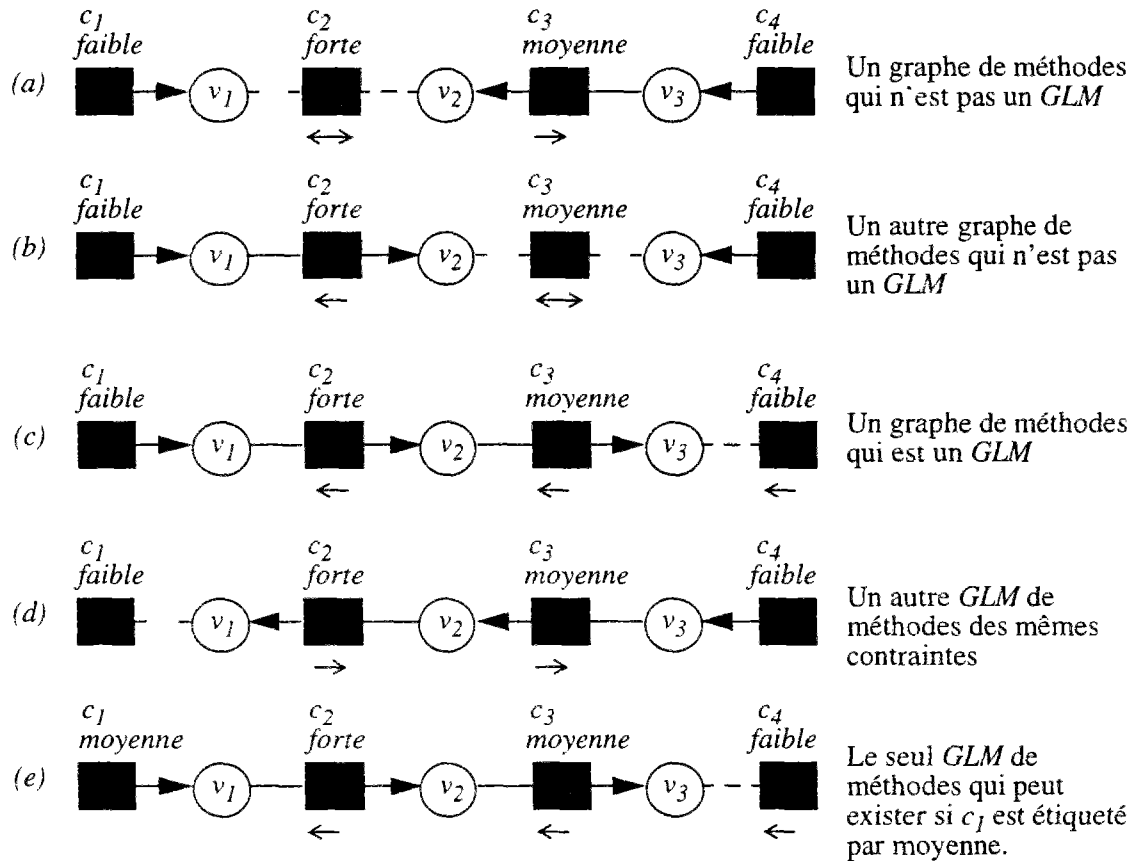 c1 c2 c3 c4
faible forte moyenne faible
(a) v1 v2 v3
Un graphe de méthodes
qui n'est pas un GLM
c1 c2 c3 c4
faible forte moyenne faible
(b) v1 v2 v3
Un autre graphe de
méthodes qui n'est pas
un GLM
c1 c2 c3 c4
faible forte moyenne faible
(c) v1 v2 v3
Un graphe de méthodes
qui est un GLM
c1 c2 c3 c4
faible forte moyenne faible
(d) v1 v2 v3
Un autre GLM de
méthodes des mêmes
contraintes
c1 c2 c3 c4
moyenne forte moyenne faible
(e) v1 v2 v3
Le seul GLM de
méthodes qui peut
exister si c1 est étiqueté
par moyenne.